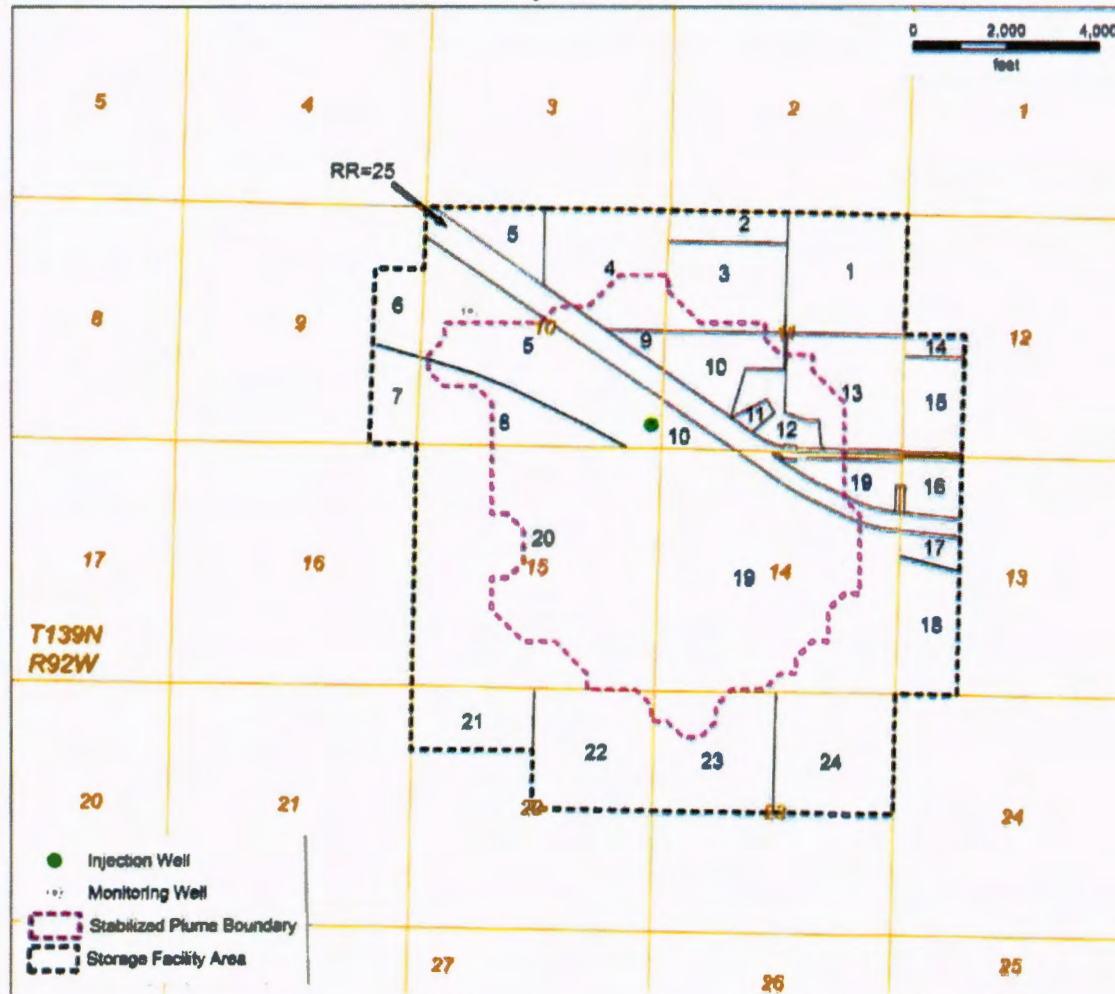 0 2,000 4,000
feet
5 4 3 2 1
RR=25
5 2
4 3 1
6
8 9 10 11 12
5 9 10 14
7 13 15
8 10 11 12
19 16
20 17
17 16 15 19 14 13
18
T139N
R92W
21 22 23 24
20 21 24
Injection Well
Monitoring Well
Stabilized Plume Boundary
Storage Facility Area
27 26 25